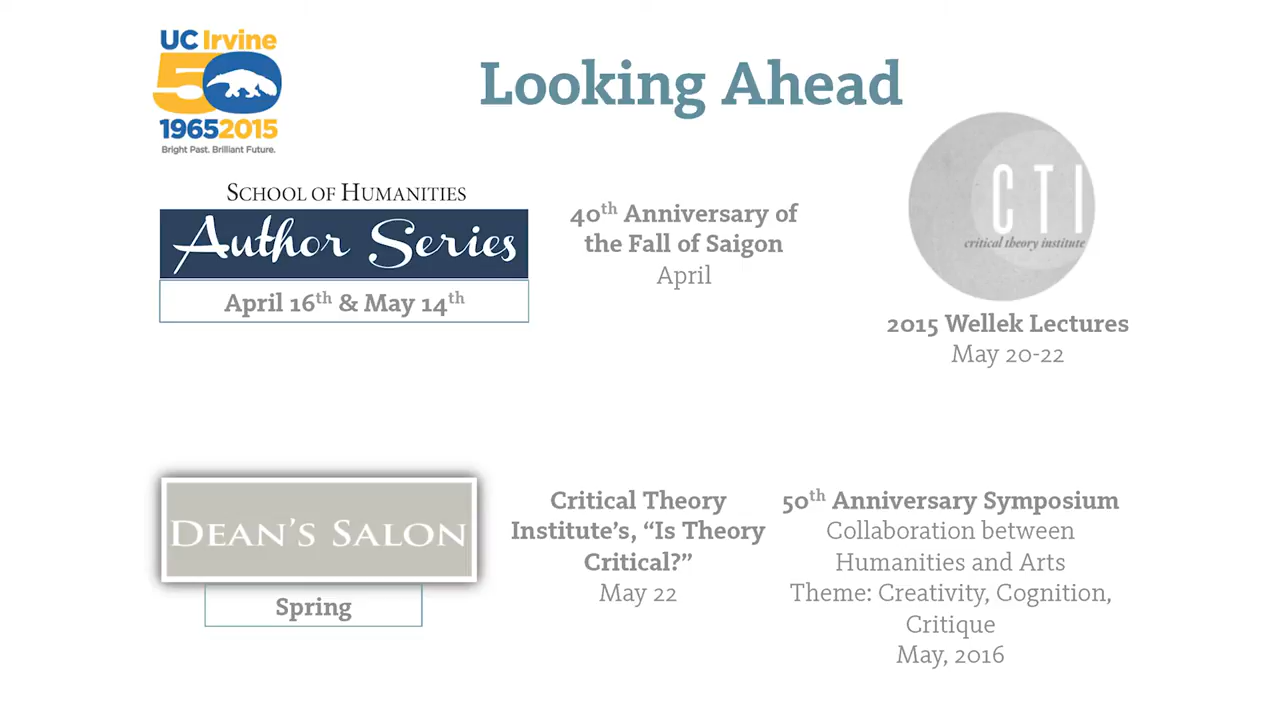 UC Irvine
50
19652015
Bright Past. Brilliant Future.
Looking Ahead
SCHOOL OF HUMANITIES
Author Series
April 16th & May 14th
40th Anniversary of
the Fall of Saigon
April
CTI
critical theory institute
2015 Wellek Lectures
May 20-22
DEAN'S SALON
Spring
Critical Theory
Institute's, “Is Theory
Critical?”
May 22
50th Anniversary Symposium
Collaboration between
Humanities and Arts
Theme: Creativity, Cognition,
Critique
May, 2016